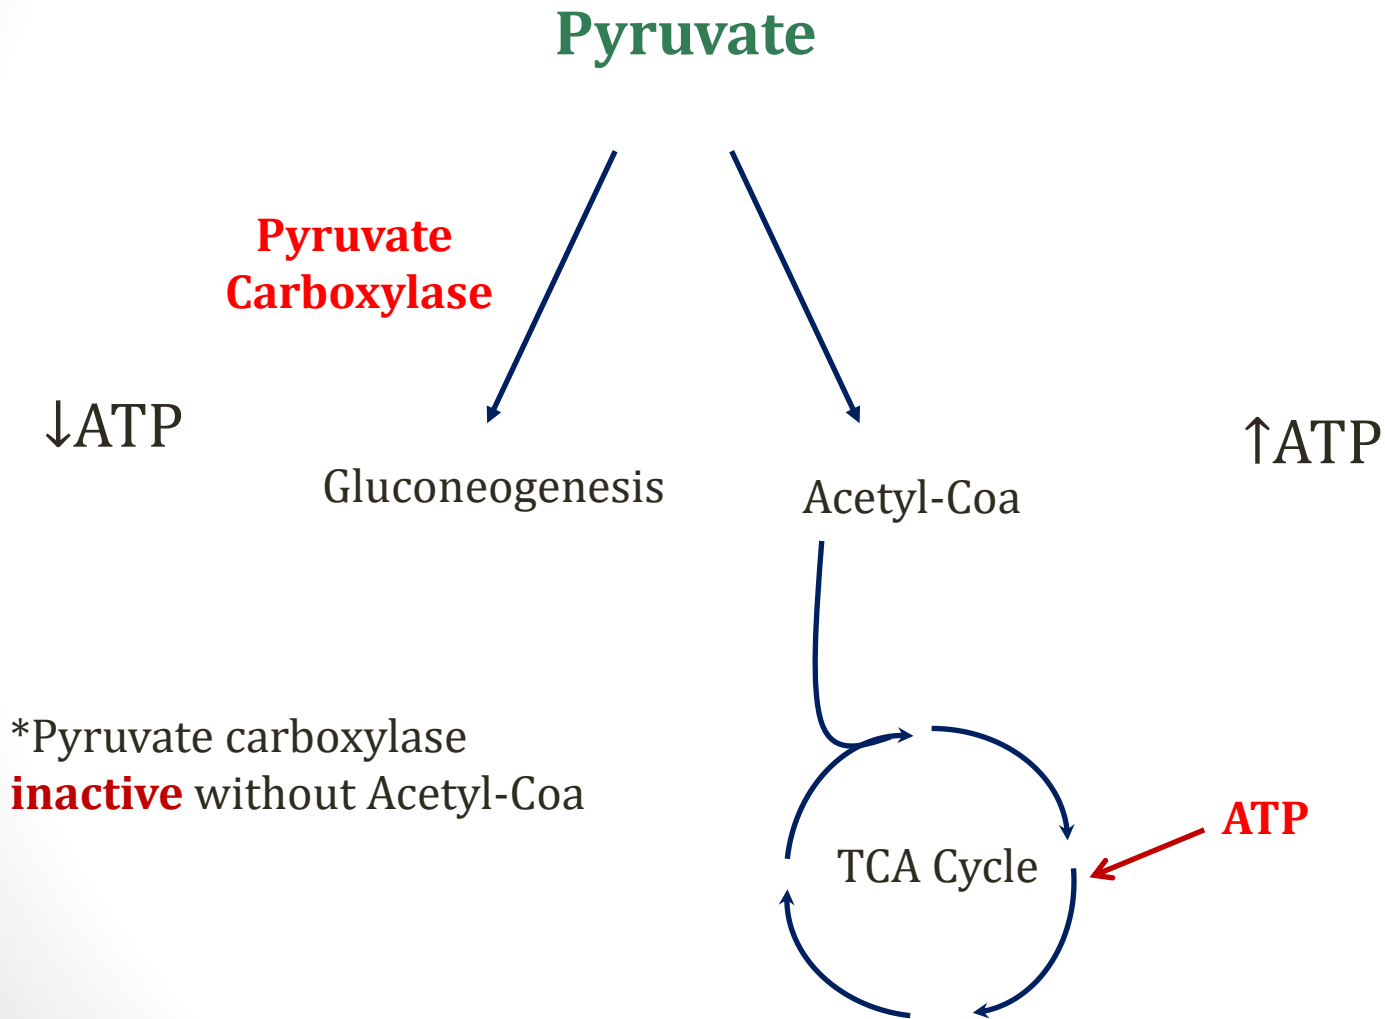 Pyruvate
Pyruvate
Carboxylase
↓ATP
↑ATP
Gluconeogenesis
Acetyl-Coa
*Pyruvate carboxylase
inactive without Acetyl-Coa
ATP
TCA Cycle